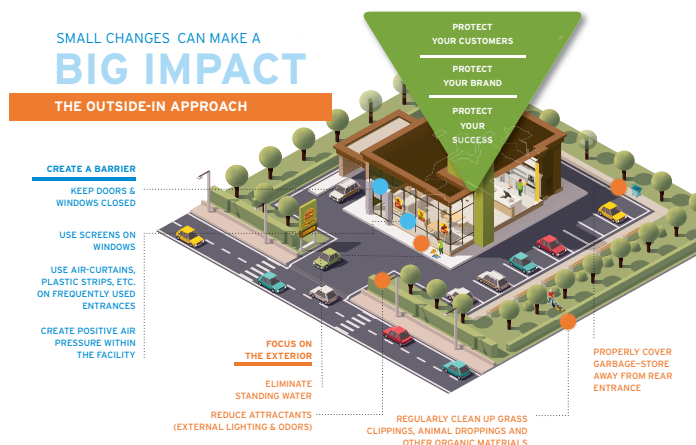 SMALL CHANGES CAN MAKE A
BIG IMPACT
THE OUTSIDE-IN APPROACH
PROTECT
YOUR CUSTOMERS
PROTECT
YOUR BRAND
PROTECT
YOUR
SUCCESS
CREATE A BARRIER
KEEP DOORS &
WINDOWS CLOSED
USE SCREENS ON
WINDOWS
USE AIR-CURTAINS,
PLASTIC STRIPS, ETC.
ON FREQUENTLY USED
ENTRANCES
CREATE POSITIVE AIR
PRESSURE WITHIN
THE FACILITY
FOCUS ON
THE EXTERIOR
ELIMINATE
STANDING WATER
REDUCE ATTRACTANTS
(EXTERNAL LIGHTING & ODORS)
REGULARLY CLEAN UP GRASS
CLIPPINGS, ANIMAL DROPPINGS AND
OTHER ORGANIC MATERIALS
PROPERLY COVER
GARBAGE–STORE
AWAY FROM REAR
ENTRANCE